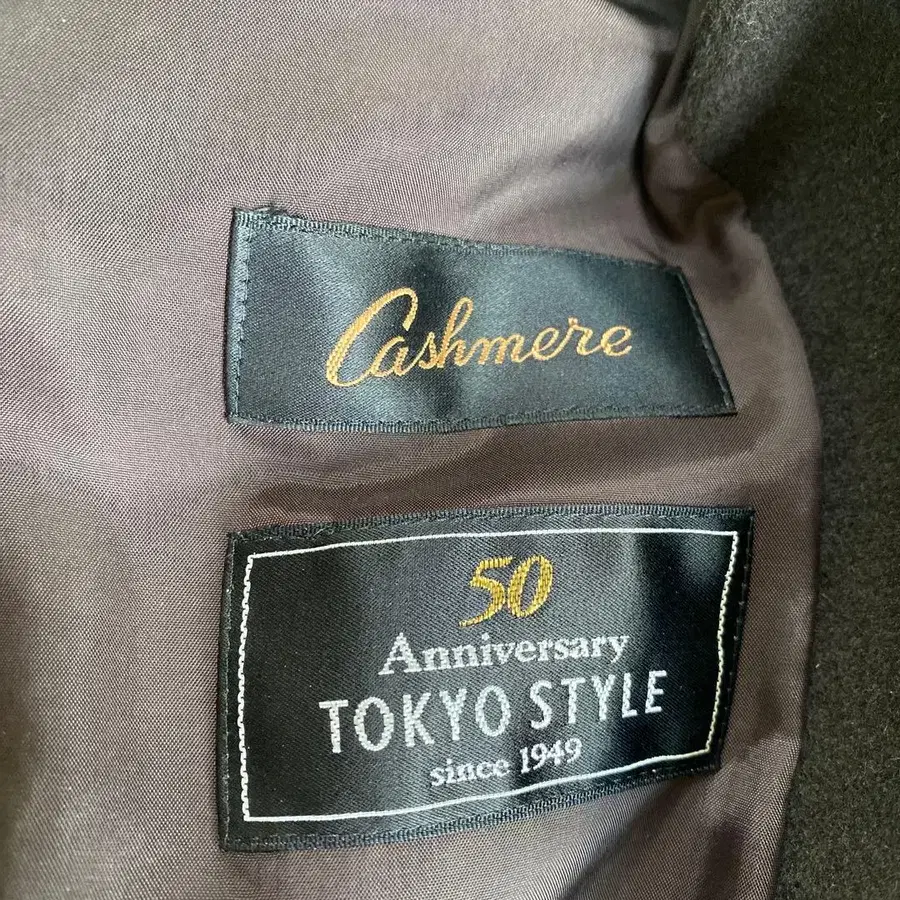 Cashmere
50
Anniversary
TOKYO STYLE
since 1949